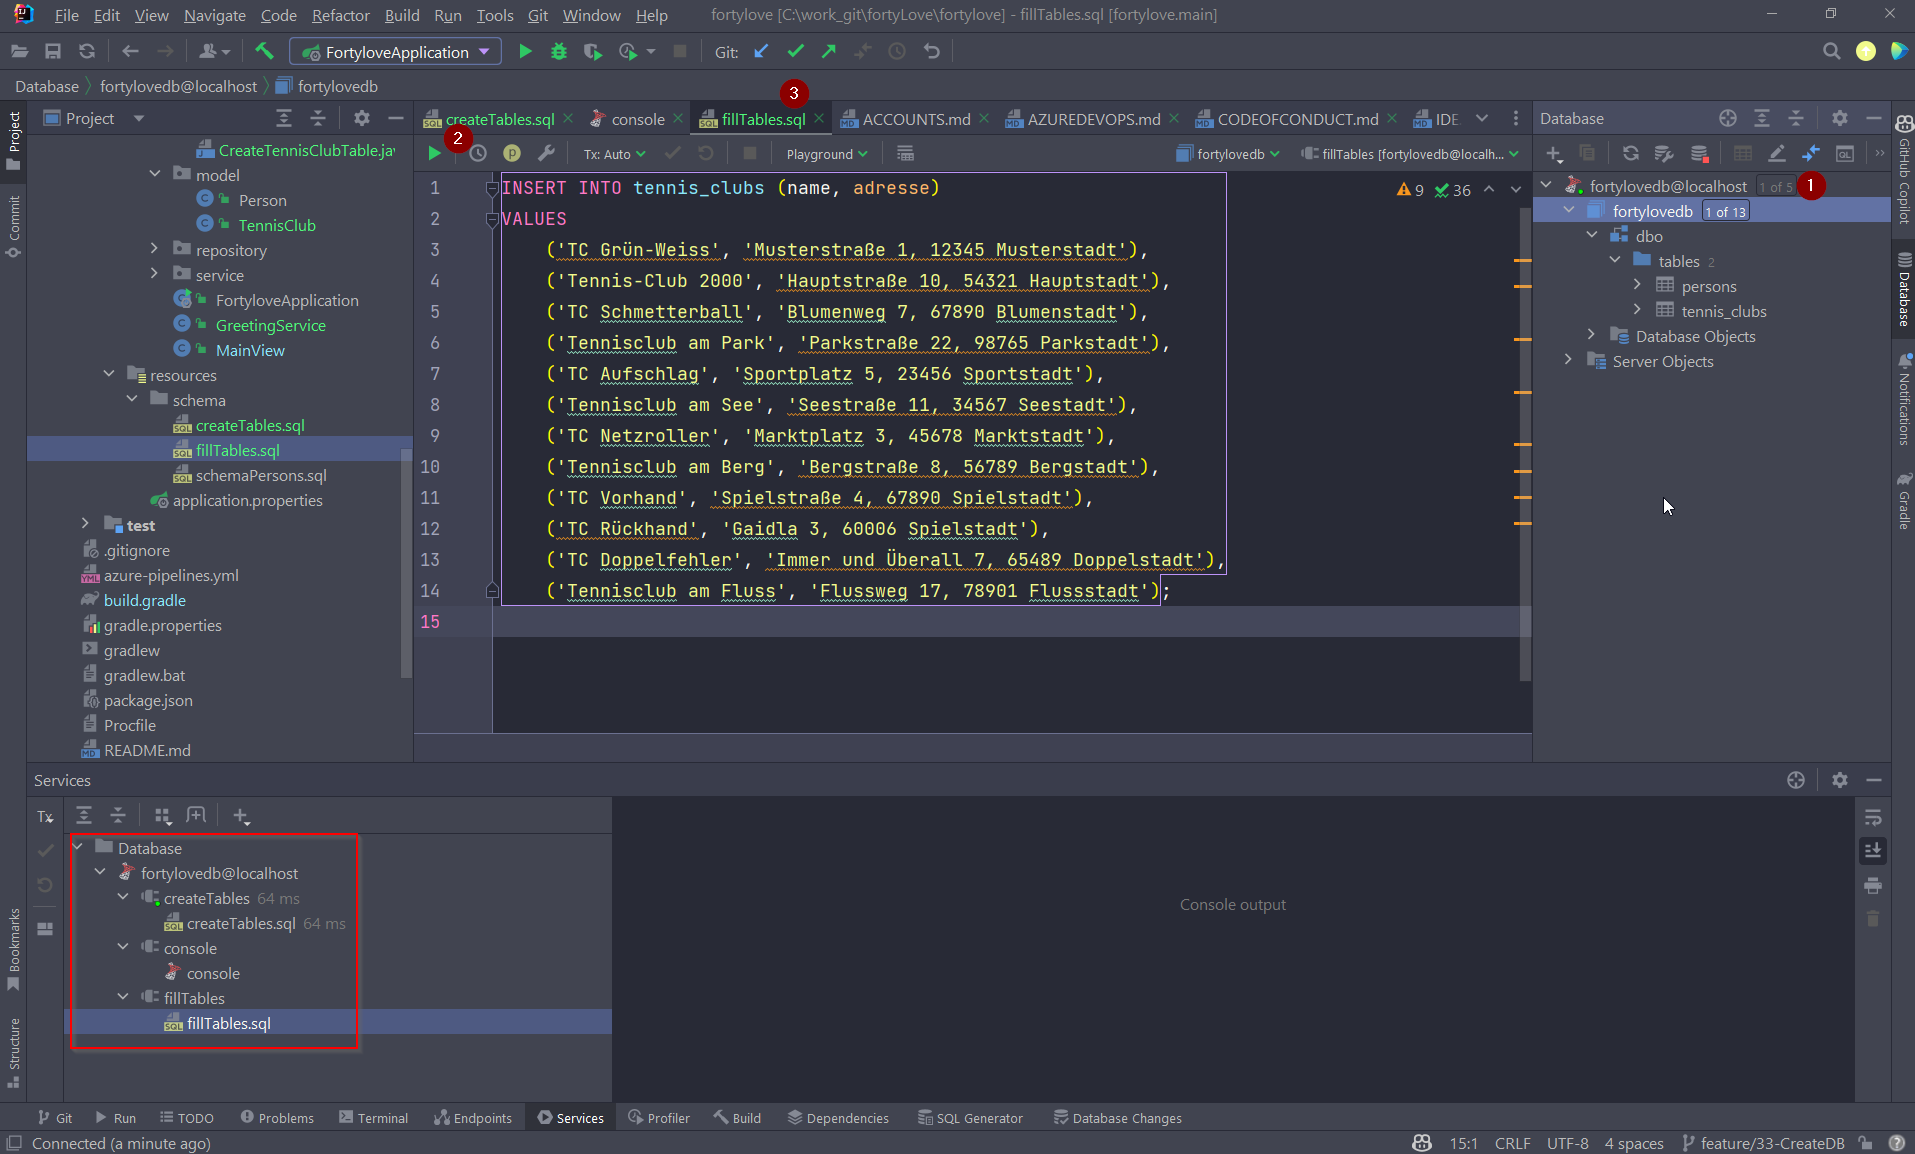 File Edit View Navigate Code Refactor Build Run Tools Git Window Help fortylove [C:\work_git\fortyLove\fortylove] - fillTables.sql [fortylove.main]
FortyloveApplication Git:
Database fortylovedb@localhost fortylovedb
Project
createTables.sql console fillTables.sql ACCOUNTS.md AZUREDEVOPS.md CODEOFCONDUCT.md IDE
3
2
Tx: Auto Playground fortylovedb fillTables [fortylovedb@localh...
CreateTennisClubTable.jav
model
Person
TennisClub
repository
service
FortyloveApplication
GreetingService
MainView
resources
schema
createTables.sql
fillTables.sql
schemaPersons.sql
application.properties
test
.gitignore
azure-pipelines.yml
build.gradle
gradle.properties
gradlew
gradlew.bat
package.json
Procfile
README.md
9 36
1 INSERT INTO tennis_clubs (name, adresse)
2 VALUES
3 ('TC Grün-Weiss', 'Musterstraße 1, 12345 Musterstadt'),
4 ('Tennis-Club 2000', 'Hauptstraße 10, 54321 Hauptstadt'),
5 ('TC Schmetterball', 'Blumenweg 7, 67890 Blumenstadt'),
6 ('Tennisclub am Park', 'Parkstraße 22, 98765 Parkstadt'),
7 ('TC Aufschlag', 'Sportplatz 5, 23456 Sportstadt'),
8 ('Tennisclub am See', 'Seestraße 11, 34567 Seestadt'),
9 ('TC Netzroller', 'Marktplatz 3, 45678 Marktstadt'),
10 ('Tennisclub am Berg', 'Bergstraße 8, 56789 Bergstadt'),
11 ('TC Vorhand', 'Spielstraße 4, 67890 Spielstadt'),
12 ('TC Rückhand', 'Gaidla 3, 60006 Spielstadt'),
13 ('TC Doppelfehler', 'Immer und Überall 7, 65489 Doppelstadt'),
14 ('Tennisclub am Fluss', 'Flussweg 17, 78901 Flussstadt');
15
Database
QL
fortylovedb@localhost 1 of 5 1
fortylovedb 1 of 13
dbo
tables 2
persons
tennis_clubs
Database Objects
Server Objects
Project
Commit
Bookmarks
Structure
GitHub Copilot
Database
Notifications
Gradle
Services
Tx
Database
fortylovedb@localhost
createTables 64 ms
createTables.sql 64 ms
console
console
fillTables
fillTables.sql
Console output
Git Run TODO Problems Terminal Endpoints Services Profiler Build Dependencies SQL Generator Database Changes
Connected (a minute ago) 15:1 CRLF UTF-8 4 spaces feature/33-CreateDB